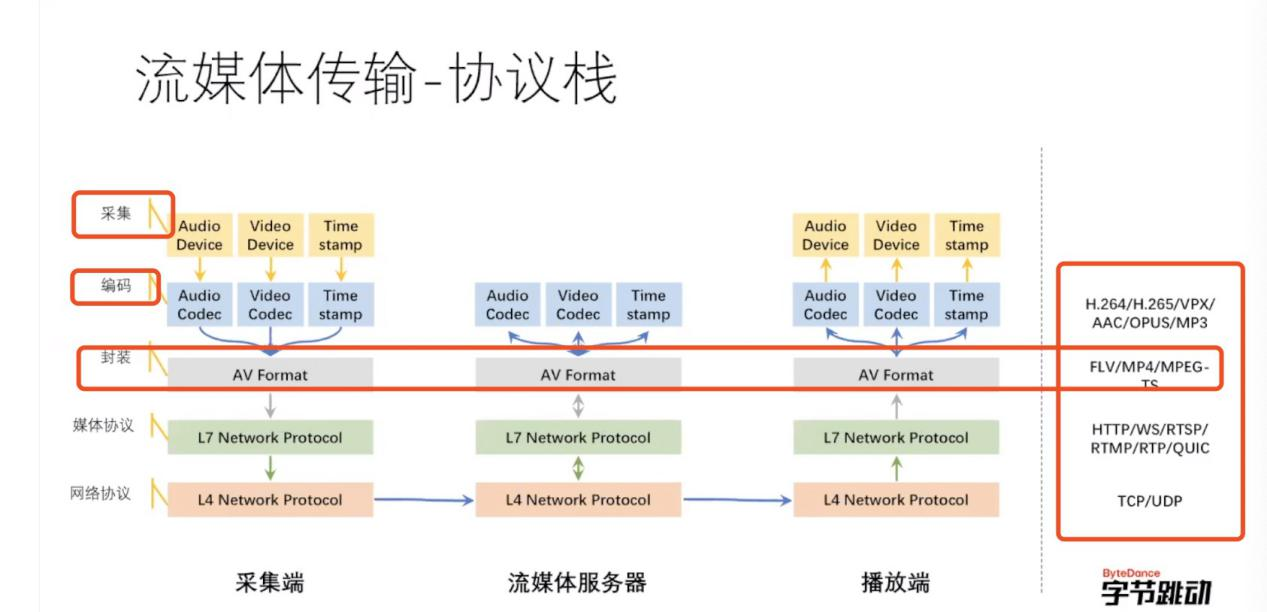 流媒体传输-协议栈
采集
Audio Device
Video Device
Time stamp
Audio Device
Video Device
Time stamp
编码
Audio Codec
Video Codec
Time stamp
Audio Codec
Video Codec
Time stamp
Audio Codec
Video Codec
Time stamp
H.264/H.265/VPX/
AAC/OPUS/MP3
封装
AV Format
AV Format
AV Format
FLV/MP4/MPEG-
TS
媒体协议
L7 Network Protocol
L7 Network Protocol
L7 Network Protocol
HTTP/WS/RTSP/
RTMP/RTP/QUIC
网络协议
L4 Network Protocol
L4 Network Protocol
L4 Network Protocol
TCP/UDP
采集端
流媒体服务器
播放端
ByteDance
字节跳动